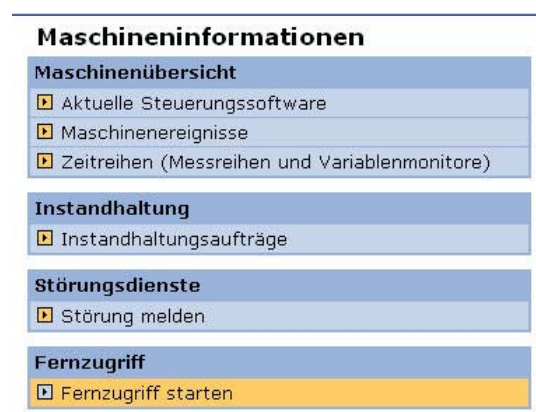 Maschineninformationen
Maschinenübersicht
Aktuelle Steuerungssoftware
Maschinenereignisse
Zeitreihen (Messreihen und Variablenmonitore)
Instandhaltung
Instandhaltungsaufträge
Störungsdienste
Störung melden
Fernzugriff
Fernzugriff starten